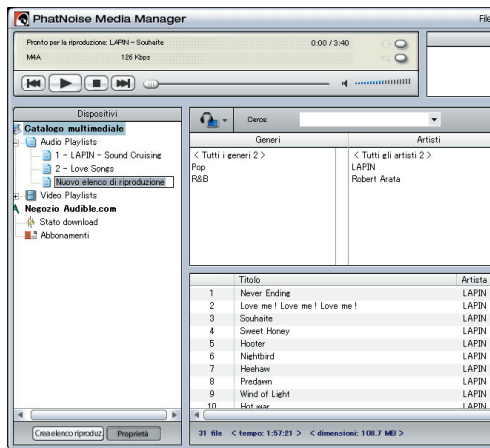 PhatNoise Media Manager
File
Pronto per la riproduzione: LAPIN - Souhaite
0:00 / 3:40
M4A
126 Kbps
Dispositivi
Catalogo multimediale
Audio Playlists
1 - LAPIN - Sound Cruising
2 - Love Songs
Nuovo elenco di riproduzione
Video Playlists
Negozio Audible.com
Stato download
Abbonamenti
Crea elenco riproduz.
Proprietà
Cerca:
Generi
Artisti
< Tutti i generi 2 >
< Tutti gli artisti 2 >
Pop
LAPIN
R&B
Robert Arata
Titolo
Artista
1 Never Ending LAPIN
2 Love me ! Love me ! Love me ! LAPIN
3 Souhaite LAPIN
4 Sweet Honey LAPIN
5 Hooter LAPIN
6 Nightbird LAPIN
7 Heehaw LAPIN
8 Predawn LAPIN
9 Wind of Light LAPIN
10 Hot war LAPIN
31 file < tempo: 1:57:21 > < dimensioni: 108.7 MB >